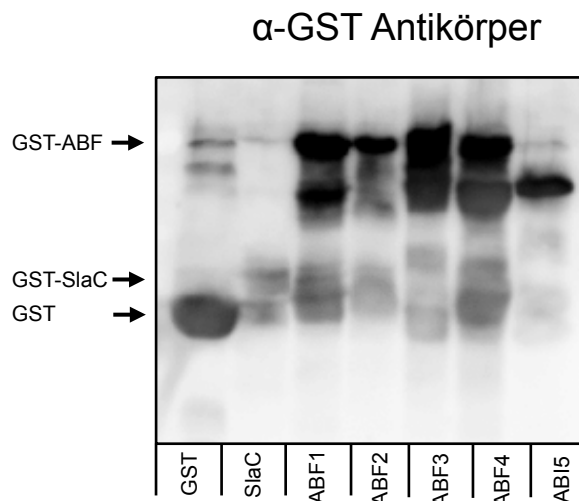 α-GST Antikörper
GST-ABF
GST-SlaC
GST
GST
SlaC
ABF1
ABF2
ABF3
ABF4
ABI5